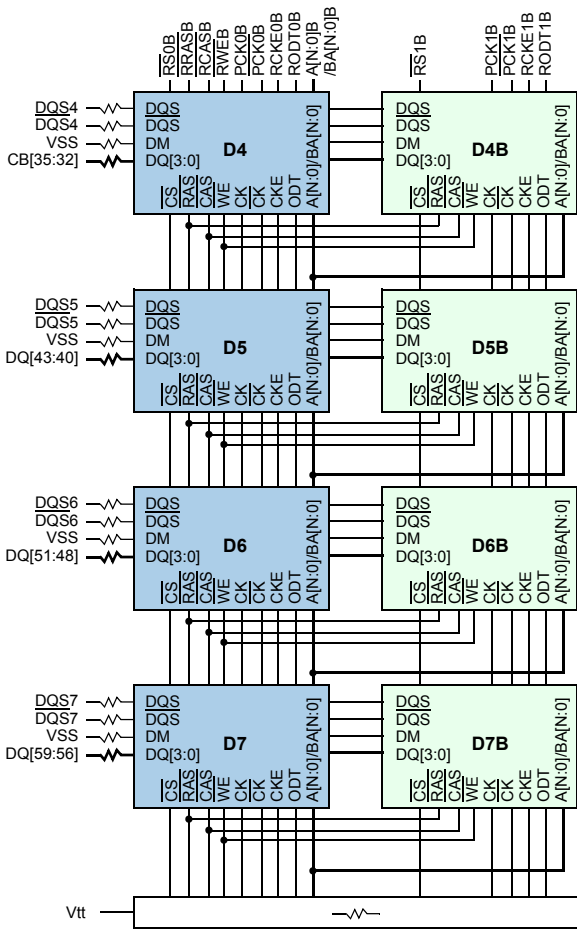 RS0B
RRASB
RCASB
RWEB
PCK0B
PCK0B
RCKE0B
RODT0B
A[N:0]B
/BA[N:0]B
RS1B
PCK1B
PCK1B
RCKE1B
RODT1B
DQS4
DQS4
VSS
CB[35:32]
DQS
DQS
DM
DQ[3:0]
D4
CS
RAS
CAS
WE
CK
CK
CKE
ODT
A[N:0]/BA[N:0]
DQS
DQS
DM
DQ[3:0]
D4B
CS
RAS
CAS
WE
CK
CK
CKE
ODT
A[N:0]/BA[N:0]
DQS5
DQS5
VSS
DQ[43:40]
DQS
DQS
DM
DQ[3:0]
D5
CS
RAS
CAS
WE
CK
CK
CKE
ODT
A[N:0]/BA[N:0]
DQS
DQS
DM
DQ[3:0]
D5B
CS
RAS
CAS
WE
CK
CK
CKE
ODT
A[N:0]/BA[N:0]
DQS6
DQS6
VSS
DQ[51:48]
DQS
DQS
DM
DQ[3:0]
D6
CS
RAS
CAS
WE
CK
CK
CKE
ODT
A[N:0]/BA[N:0]
DQS
DQS
DM
DQ[3:0]
D6B
CS
RAS
CAS
WE
CK
CK
CKE
ODT
A[N:0]/BA[N:0]
DQS7
DQS7
VSS
DQ[59:56]
DQS
DQS
DM
DQ[3:0]
D7
CS
RAS
CAS
WE
CK
CK
CKE
ODT
A[N:0]/BA[N:0]
DQS
DQS
DM
DQ[3:0]
D7B
CS
RAS
CAS
WE
CK
CK
CKE
ODT
A[N:0]/BA[N:0]
Vtt